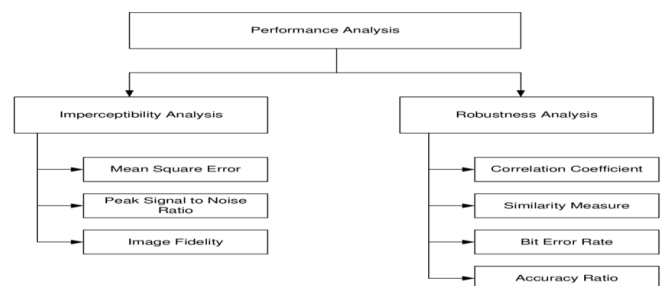 Performance Analysis
Imperceptibility Analysis
Robustness Analysis
Mean Square Error
Peak Signal to Noise
Ratio
Image Fidelity
Correlation Coefficient
Similarity Measure
Bit Error Rate
Accuracy Ratio